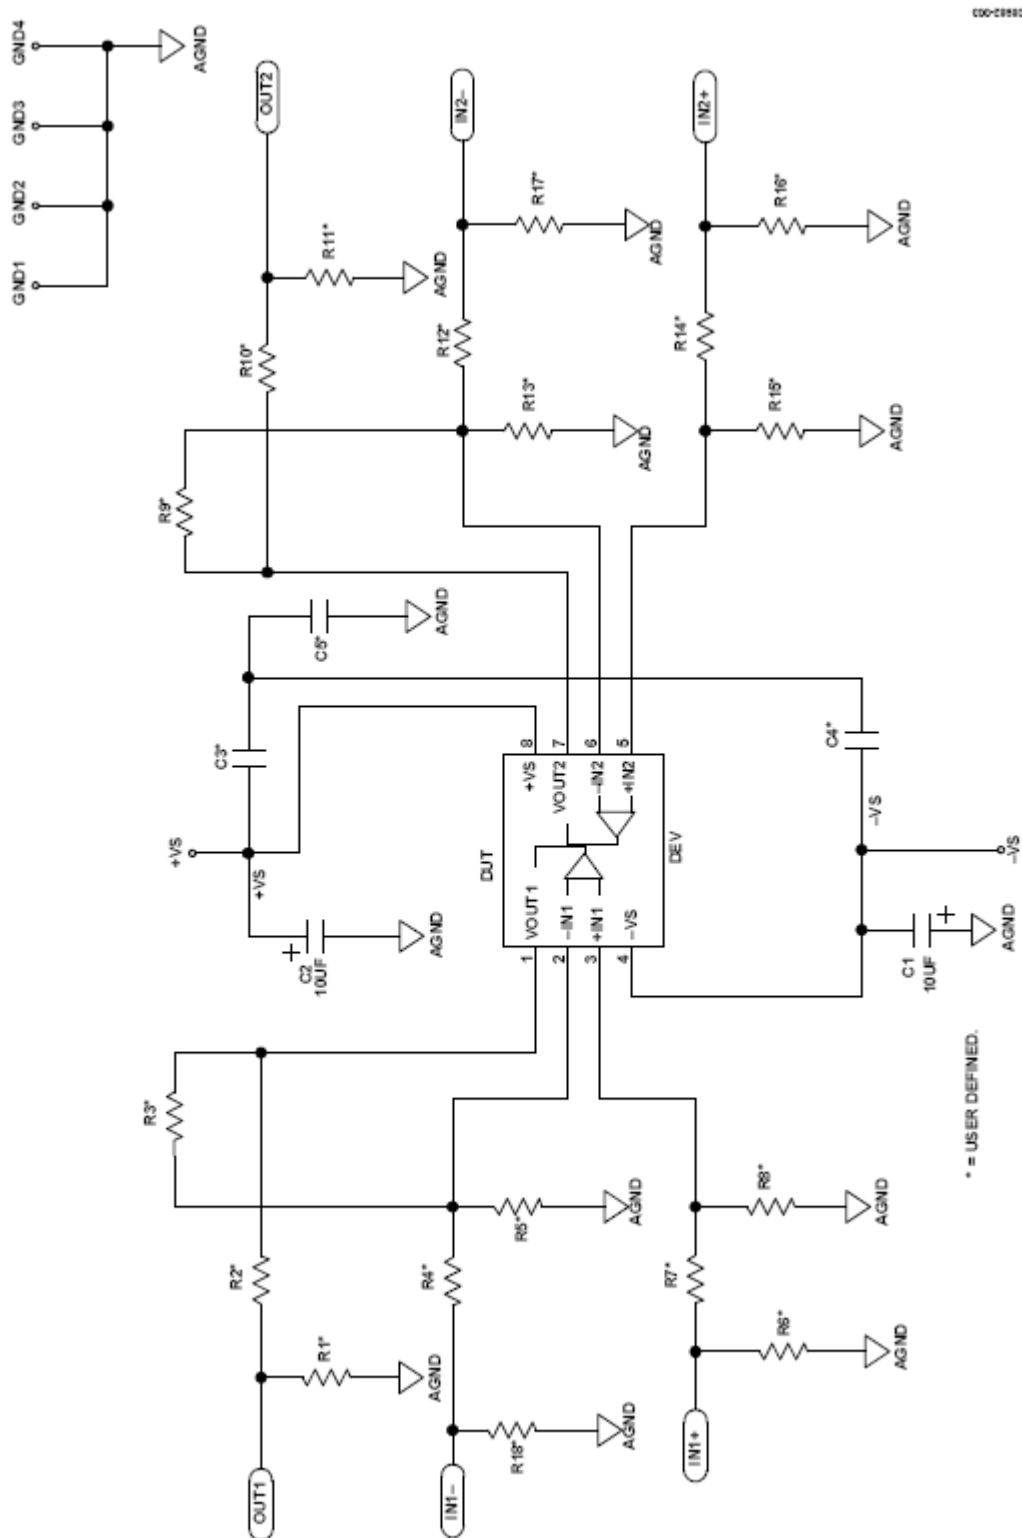 GND1 GND2 GND3 GND4
AGND
R3*
R9*
+VS
C3*
R2*
R10*
+VS
OUT1
OUT2
C2
10UF
R1*
R11*
C5*
AGND
AGND
AGND
AGND
R4*
R12*
IN1–
IN2–
DUT
R18*
R5*
R13*
R17*
1 VOUT1 +VS 8
2 –IN1 VOUT2 7
3 +IN1 –IN2 6
4 –VS +IN2 5
AGND
AGND
AGND
AGND
DEV
R7*
R14*
IN1+
IN2+
R6*
R8*
R15*
R16*
C4*
–VS
AGND
AGND
AGND
AGND
C1
10UF
–VS
AGND
* = USER DEFINED.